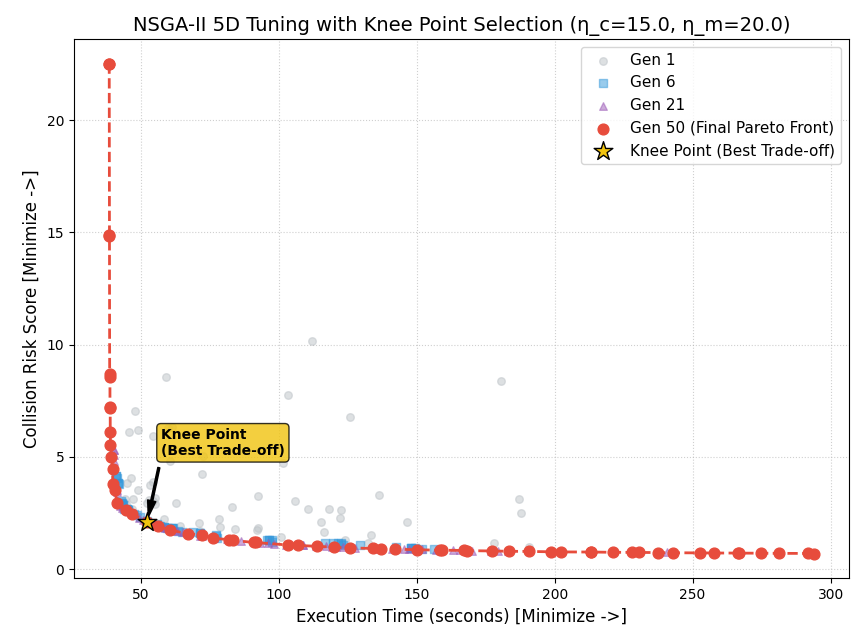 NSGA-II 5D Tuning with Knee Point Selection (η_c=15.0, η_m=20.0)
Gen 1
Gen 6
Gen 21
Gen 50 (Final Pareto Front)
Knee Point (Best Trade-off)
Collision Risk Score [Minimize ->]
20
15
10
5
0
Knee Point
(Best Trade-off)
50
100
150
200
250
300
Execution Time (seconds) [Minimize ->]